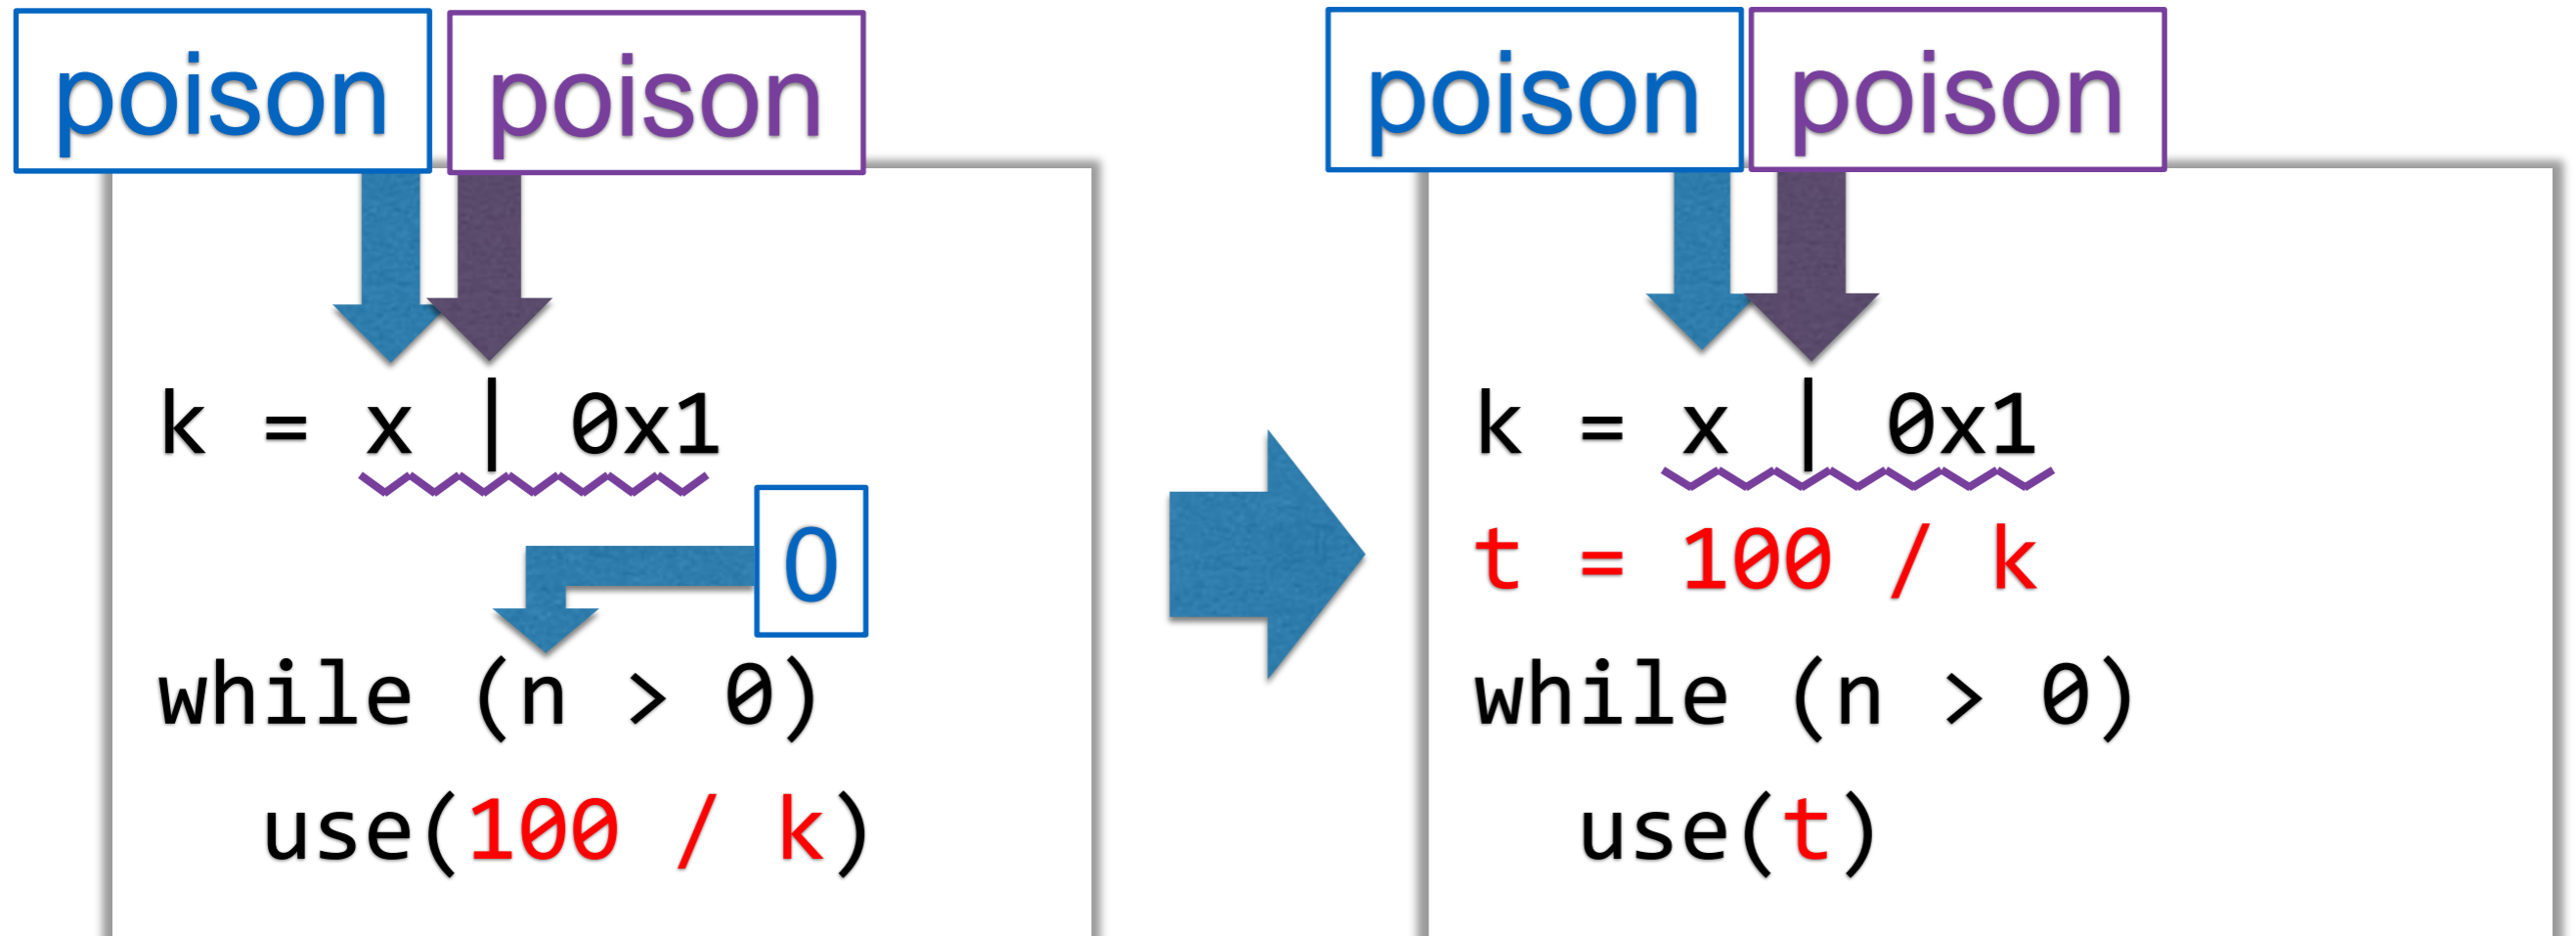 poison poison
k = x | 0x1
0
while (n > 0)
use(100 / k)
poison poison
k = x | 0x1
t = 100 / k
while (n > 0)
use(t)